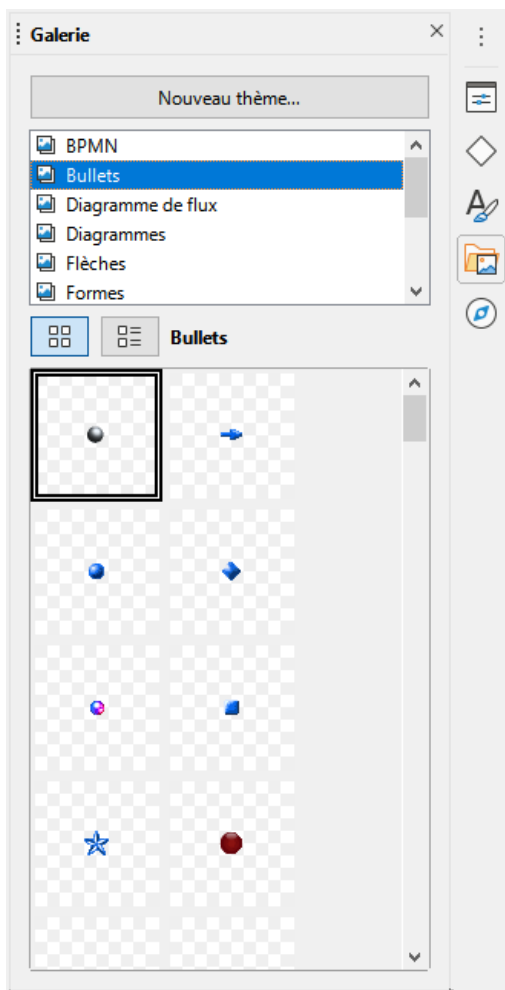 Galerie
Nouveau thème...
BPMN
Bullets
Diagramme de flux
Diagrammes
Flèches
Formes
Bullets